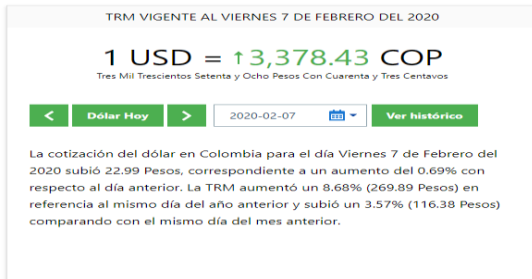 TRM VIGENTE AL VIERNES 7 DE FEBRERO DEL 2020
1 USD = ↑3,378.43 COP
Tres Mil Trescientos Setenta y Ocho Pesos Con Cuarenta y Tres Centavos
< Dólar Hoy > 2020-02-07 Ver histórico
La cotización del dólar en Colombia para el día Viernes 7 de Febrero del
2020 subió 22.99 Pesos, correspondiente a un aumento del 0.69% con
respecto al día anterior. La TRM aumentó un 8.68% (269.89 Pesos) en
referencia al mismo día del año anterior y subió un 3.57% (116.38 Pesos)
comparando con el mismo día del mes anterior.